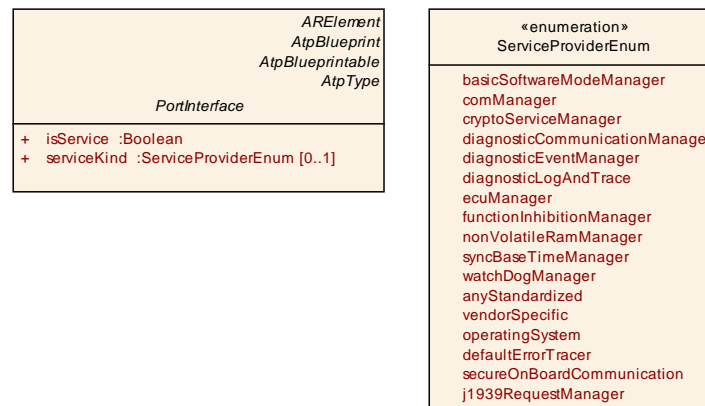 ARElement
AtpBlueprint
AtpBlueprintable
AtpType
PortInterface
+ isService :Boolean
+ serviceKind :ServiceProviderEnum [0..1]
«enumeration»
ServiceProviderEnum
basicSoftwareModeManager
comManager
cryptoServiceManager
diagnosticCommunicationManage
diagnosticEventManager
diagnosticLogAndTrace
ecuManager
functionInhibitionManager
nonVolatileRamManager
syncBaseTimeManager
watchDogManager
anyStandardized
vendorSpecific
operatingSystem
defaultErrorTracer
secureOnBoardCommunication
j1939RequestManager